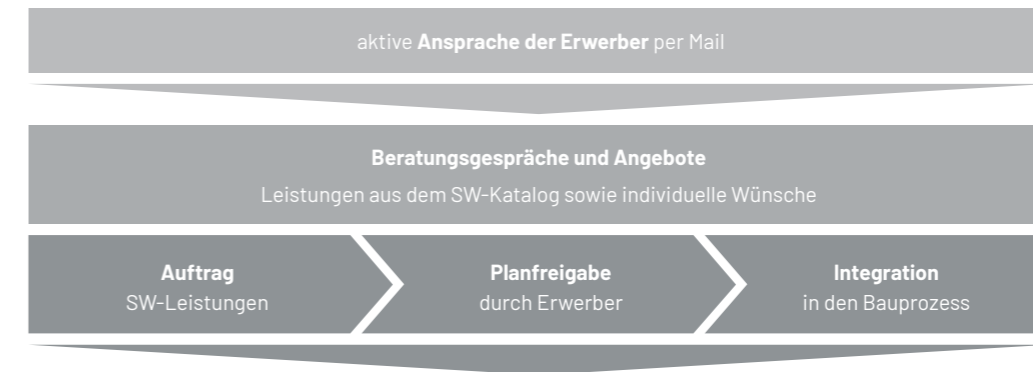 aktive Ansprache der Erwerber per Mail
Beratungsgespräche und Angebote
Leistungen aus dem SW-Katalog sowie individuelle Wünsche
Auftrag
SW-Leistungen
Planfreigabe
durch Erwerber
Integration
in den Bauprozess